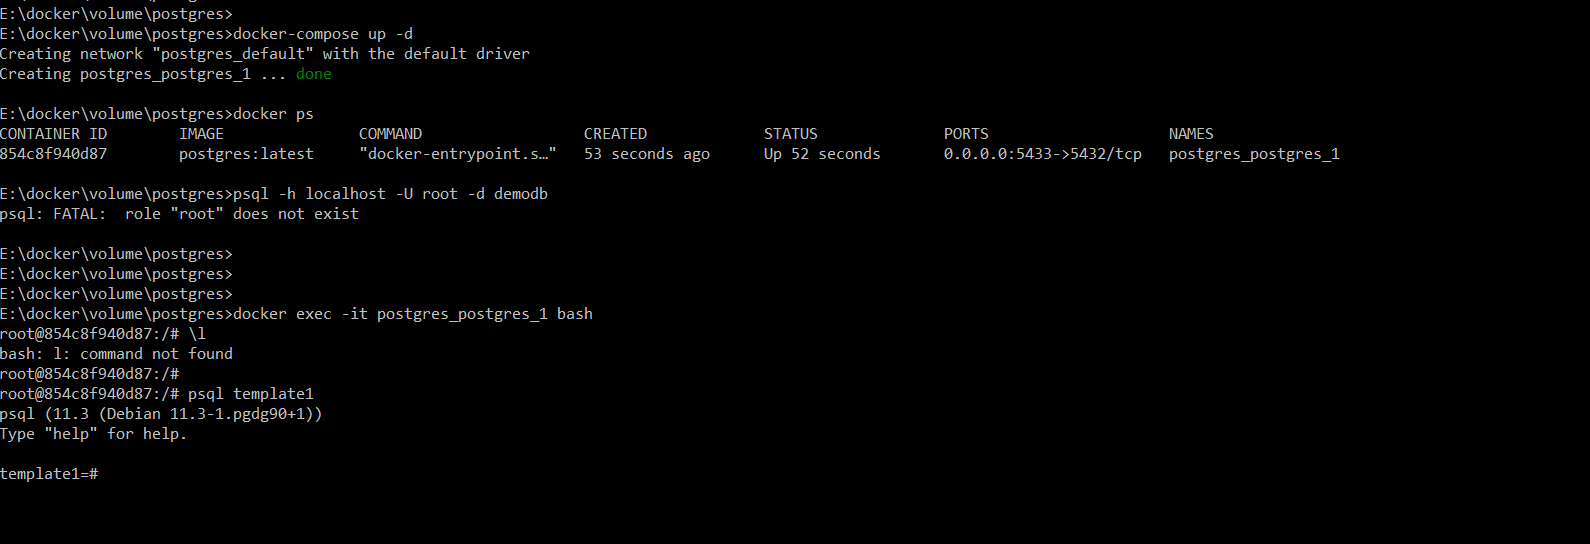 E:\docker\volume\postgres>
E:\docker\volume\postgres>docker-compose up -d
Creating network "postgres_default" with the default driver
Creating postgres_postgres_1 ... done
E:\docker\volume\postgres>docker ps
CONTAINER ID IMAGE COMMAND CREATED STATUS PORTS NAMES
854c8f940d87 postgres:latest "docker-entrypoint.s…" 53 seconds ago Up 52 seconds 0.0.0.0:5433->5432/tcp postgres_postgres_1
E:\docker\volume\postgres>psql -h localhost -U root -d demodb
psql: FATAL:  role "root" does not exist
E:\docker\volume\postgres>
E:\docker\volume\postgres>
E:\docker\volume\postgres>
E:\docker\volume\postgres>docker exec -it postgres_postgres_1 bash
root@854c8f940d87:/# \l
bash: l: command not found
root@854c8f940d87:/#
root@854c8f940d87:/# psql template1
psql (11.3 (Debian 11.3-1.pgdg90+1))
Type "help" for help.
template1=#